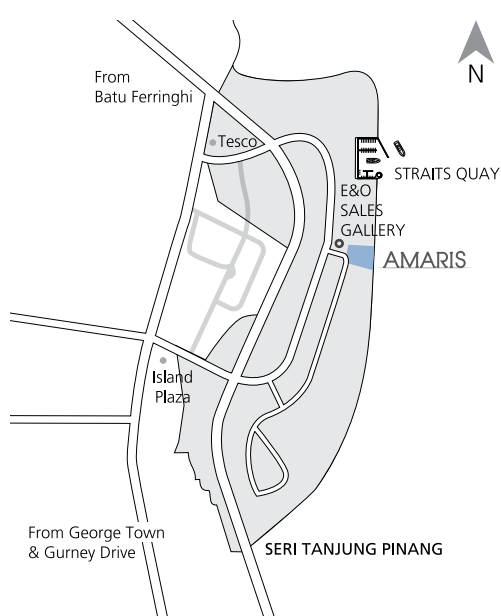 N
From
Batu Ferringhi
Tesco
STRAITS QUAY
E&O
SALES
GALLERY
AMARIS
Island
Plaza
From George Town
& Gurney Drive
SERI TANJUNG PINANG